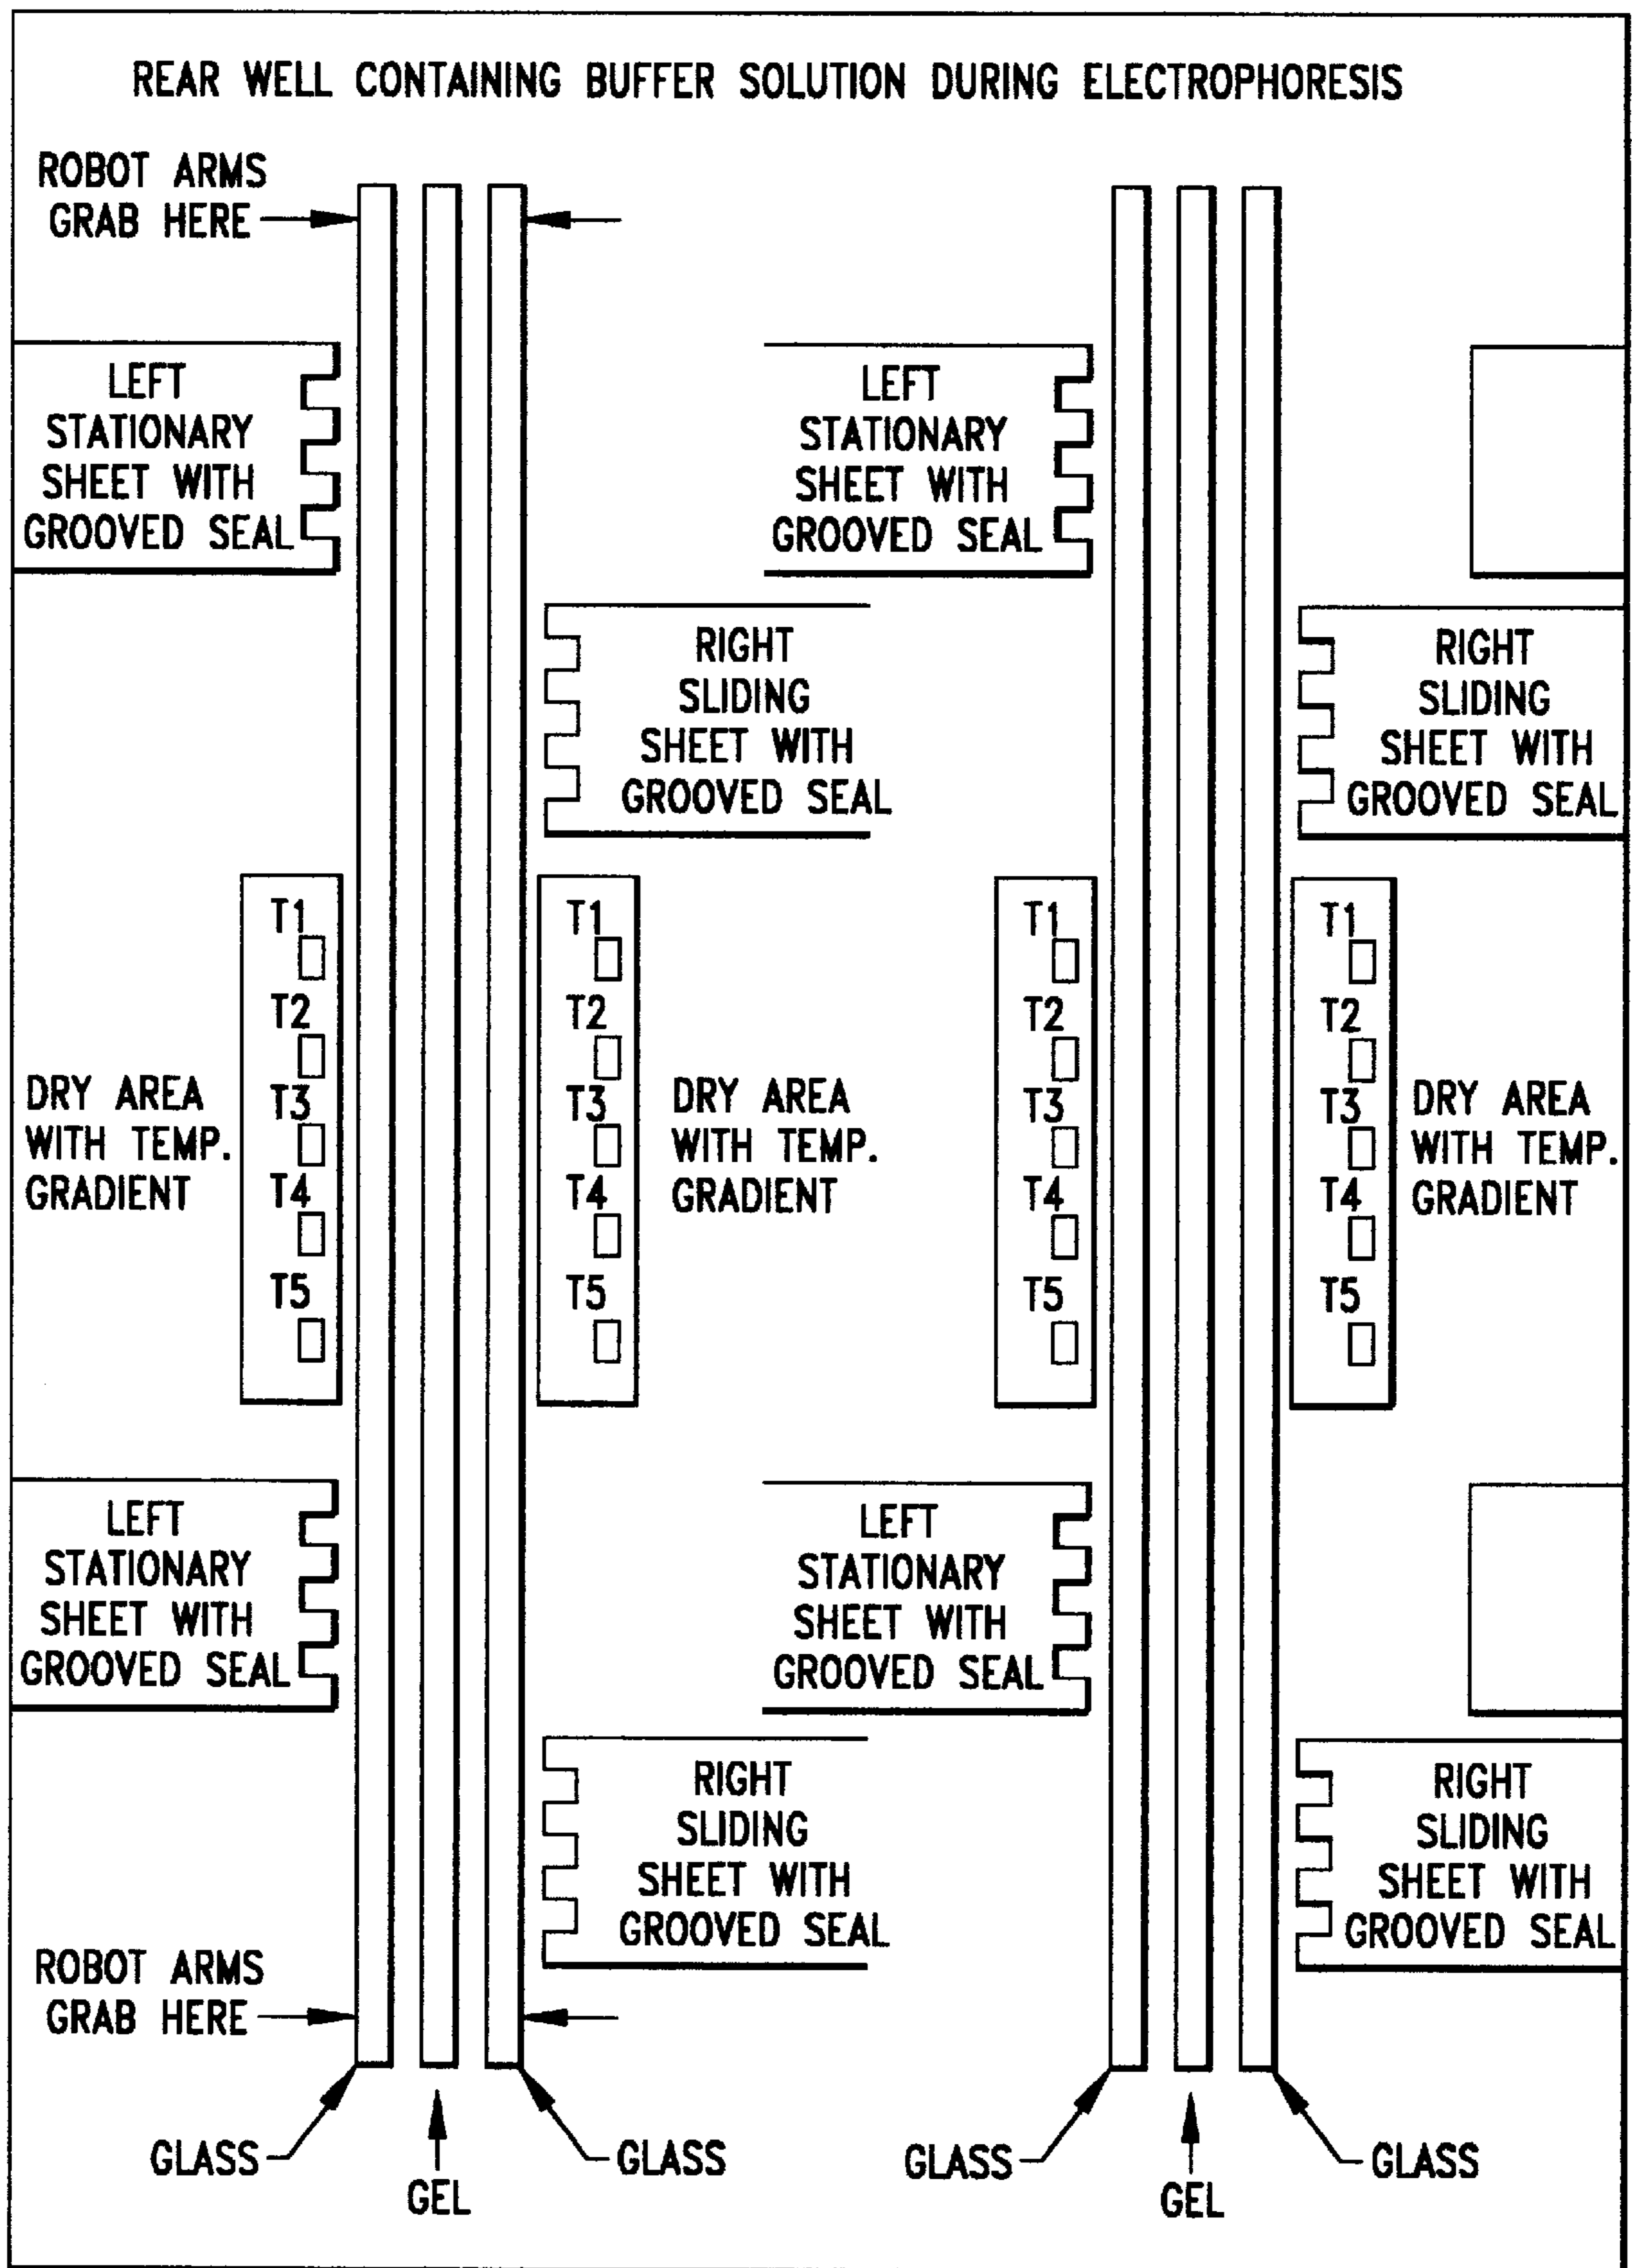 REAR WELL CONTAINING BUFFER SOLUTION DURING ELECTROPHORESIS
ROBOT ARMS
GRAB HERE
LEFT
STATIONARY
SHEET WITH
GROOVED SEAL
LEFT
STATIONARY
SHEET WITH
GROOVED SEAL
RIGHT
SLIDING
SHEET WITH
GROOVED SEAL
RIGHT
SLIDING
SHEET WITH
GROOVED SEAL
DRY AREA
WITH TEMP.
GRADIENT
T1
T2
T3
T4
T5
T1
T2
T3
T4
T5
DRY AREA
WITH TEMP.
GRADIENT
T1
T2
T3
T4
T5
T1
T2
T3
T4
T5
DRY AREA
WITH TEMP.
GRADIENT
LEFT
STATIONARY
SHEET WITH
GROOVED SEAL
LEFT
STATIONARY
SHEET WITH
GROOVED SEAL
RIGHT
SLIDING
SHEET WITH
GROOVED SEAL
RIGHT
SLIDING
SHEET WITH
GROOVED SEAL
ROBOT ARMS
GRAB HERE
GLASS
GEL
GLASS
GLASS
GEL
GLASS